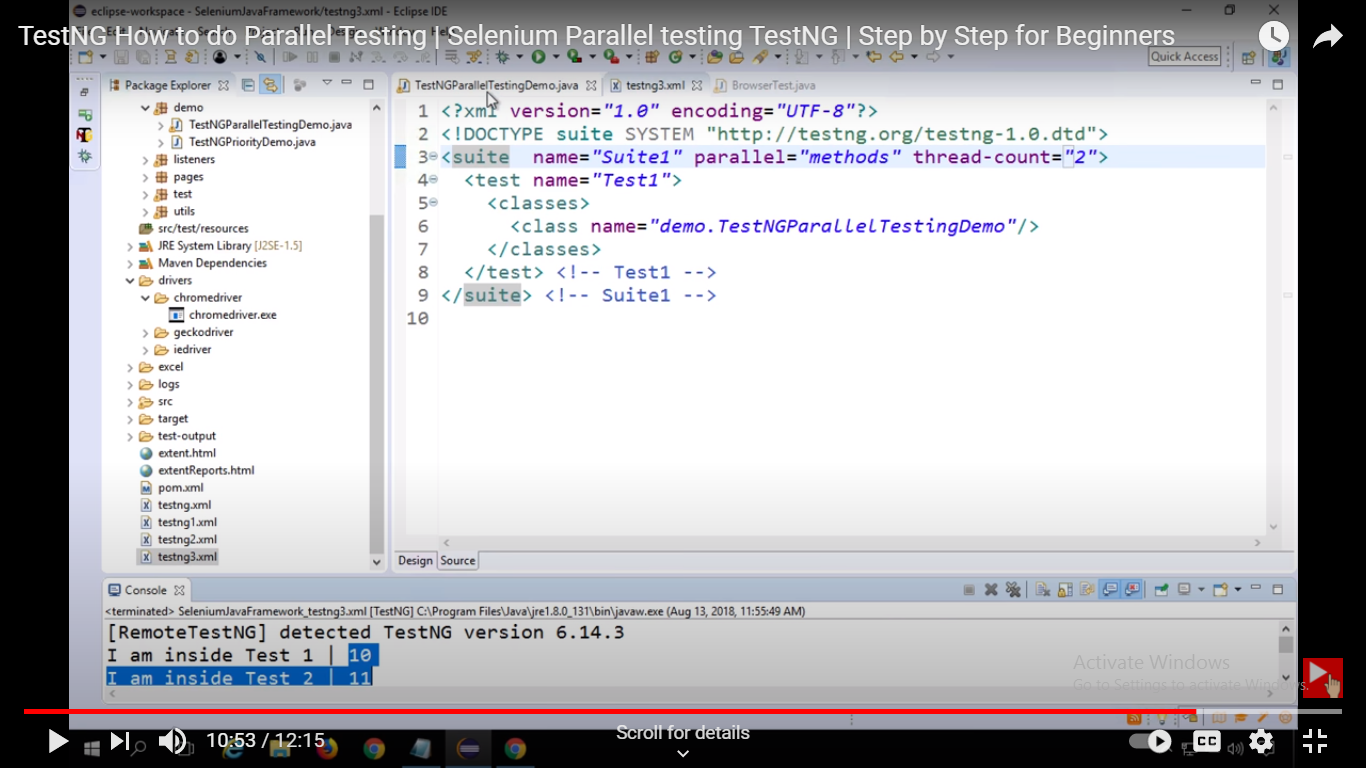 eclipse-workspace - SeleniumJavaFramework/testng3.xml - Eclipse IDE
TestNG How to do Parallel Testing | Selenium Parallel testing TestNG | Step by Step for Beginners
Quick Access
Package Explorer
TestNGParallelTestingDemo.java
testng3.xml
BrowserTest.java
demo
TestNGParallelTestingDemo.java
TestNGPriorityDemo.java
listeners
pages
test
utils
src/test/resources
JRE System Library [J2SE-1.5]
Maven Dependencies
drivers
chromedriver
chromedriver.exe
geckodriver
iedriver
excel
logs
src
target
test-output
extent.html
extentReports.html
pom.xml
testng.xml
testng1.xml
testng2.xml
testng3.xml
1 <?xml version="1.0" encoding="UTF-8"?>
2 <!DOCTYPE suite SYSTEM "http://testng.org/testng-1.0.dtd">
3 <suite name="Suite1" parallel="methods" thread-count="2">
4 <test name="Test1">
5 <classes>
6 <class name="demo.TestNGParallelTestingDemo"/>
7 </classes>
8 </test> <!-- Test1 -->
9 </suite> <!-- Suite1 -->
10
Design Source
Console
<terminated> SeleniumJavaFramework_testng3.xml [TestNG] C:\Program Files\Java\jre1.8.0_131\bin\javaw.exe (Aug 13, 2018, 11:55:49 AM)
[RemoteTestNG] detected TestNG version 6.14.3
I am inside Test 1 | 10
I am inside Test 2 | 11
Activate Windows
Go to Settings to activate Windows.
10:53 / 12:15
Scroll for details
CC